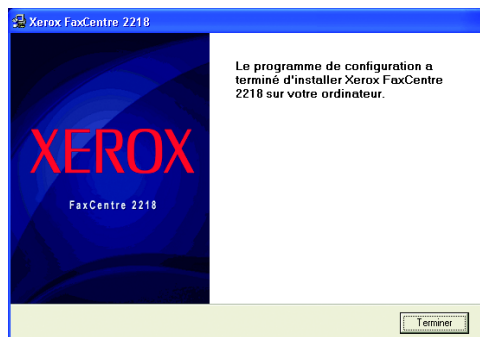 Xerox FaxCentre 2218
Le programme de configuration a
terminé d'installer Xerox FaxCentre
2218 sur votre ordinateur.
XEROX
FaxCentre 2218
Terminer